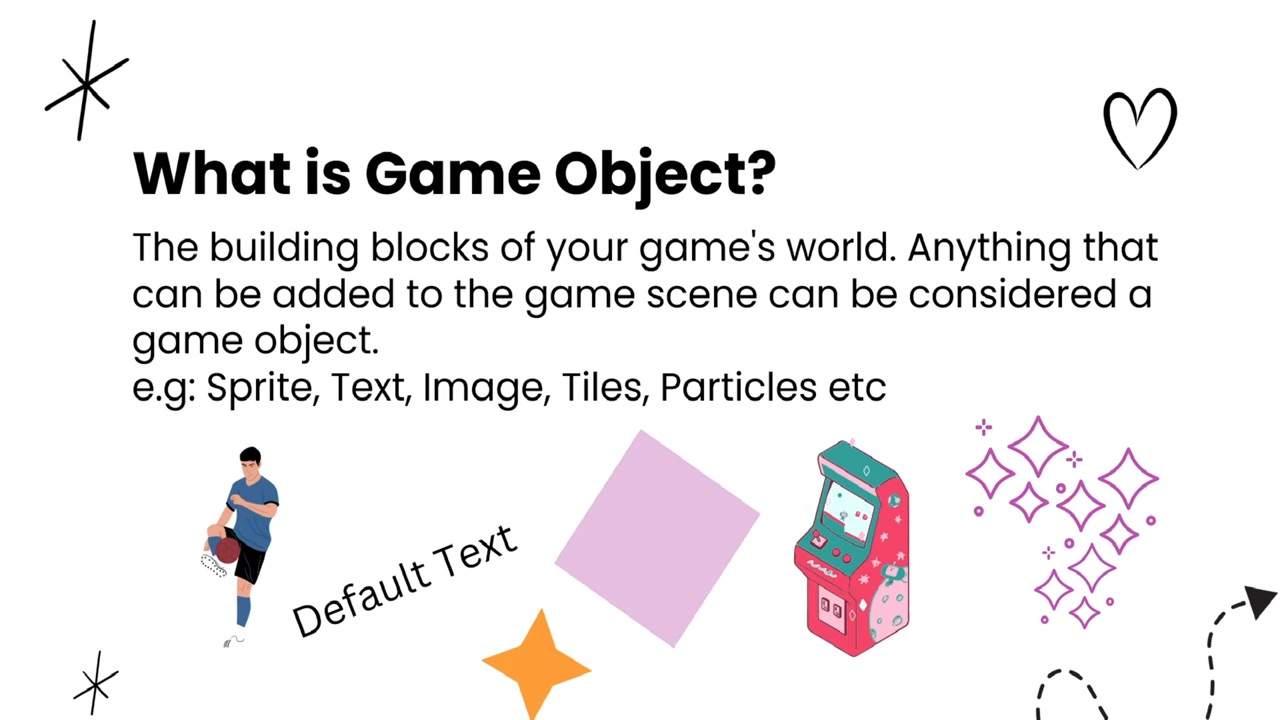 What is Game Object?
The building blocks of your game's world. Anything that
can be added to the game scene can be considered a
game object.
e.g: Sprite, Text, Image, Tiles, Particles etc
Default Text